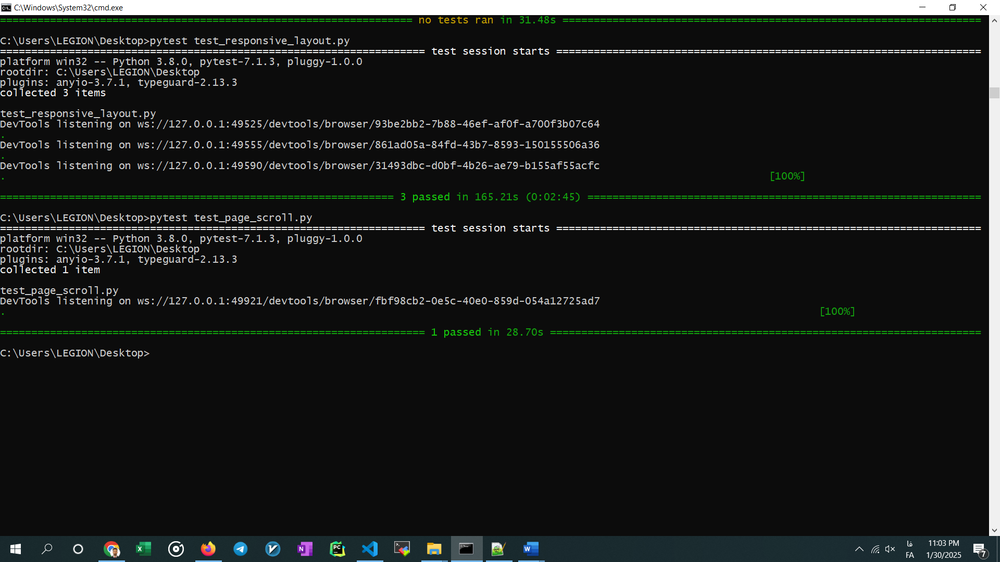 C:\Windows\System32\cmd.exe
================================================================== no tests ran in 31.48s ===================================================================
C:\Users\LEGION\Desktop>pytest test_responsive_layout.py
==================================================================== test session starts ====================================================================
platform win32 -- Python 3.8.0, pytest-7.1.3, pluggy-1.0.0
rootdir: C:\Users\LEGION\Desktop
plugins: anyio-3.7.1, typeguard-2.13.3
collected 3 items
test_responsive_layout.py
DevTools listening on ws://127.0.0.1:49525/devtools/browser/93be2bb2-7b88-46ef-af0f-a700f3b07c64
.
DevTools listening on ws://127.0.0.1:49555/devtools/browser/861ad05a-84fd-43b7-8593-150155506a36
.
DevTools listening on ws://127.0.0.1:49590/devtools/browser/31493dbc-d0bf-4b26-ae79-b155af55acfc
. [100%]
=============================================================== 3 passed in 165.21s (0:02:45) ===============================================================
C:\Users\LEGION\Desktop>pytest test_page_scroll.py
==================================================================== test session starts ====================================================================
platform win32 -- Python 3.8.0, pytest-7.1.3, pluggy-1.0.0
rootdir: C:\Users\LEGION\Desktop
plugins: anyio-3.7.1, typeguard-2.13.3
collected 1 item
test_page_scroll.py
DevTools listening on ws://127.0.0.1:49921/devtools/browser/fbf98cb2-0e5c-40e0-859d-054a12725ad7
. [100%]
==================================================================== 1 passed in 28.70s =====================================================================
C:\Users\LEGION\Desktop>
فا
FA
11:03 PM
1/30/2025
7